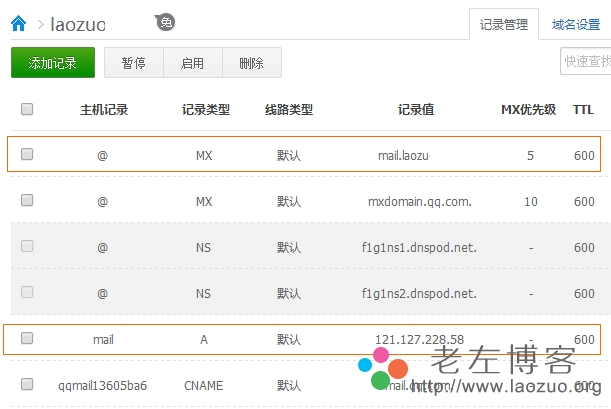 laozuo 免 记录管理 域名设置
添加记录 暂停 启用 删除 快速查找
主机记录 记录类型 线路类型 记录值 MX优先级 TTL
@ MX 默认 mail.laozu 5 600
@ MX 默认 mxdomain.qq.com. 10 600
@ NS 默认 f1g1ns1.dnspod.net. - 600
@ NS 默认 f1g1ns2.dnspod.net. - 600
mail A 默认 121.127.228.58 - 600
老左博客
qqmail13605ba6 CNAME 默认 mail.qq.com. 600
http://www.laozuo.org